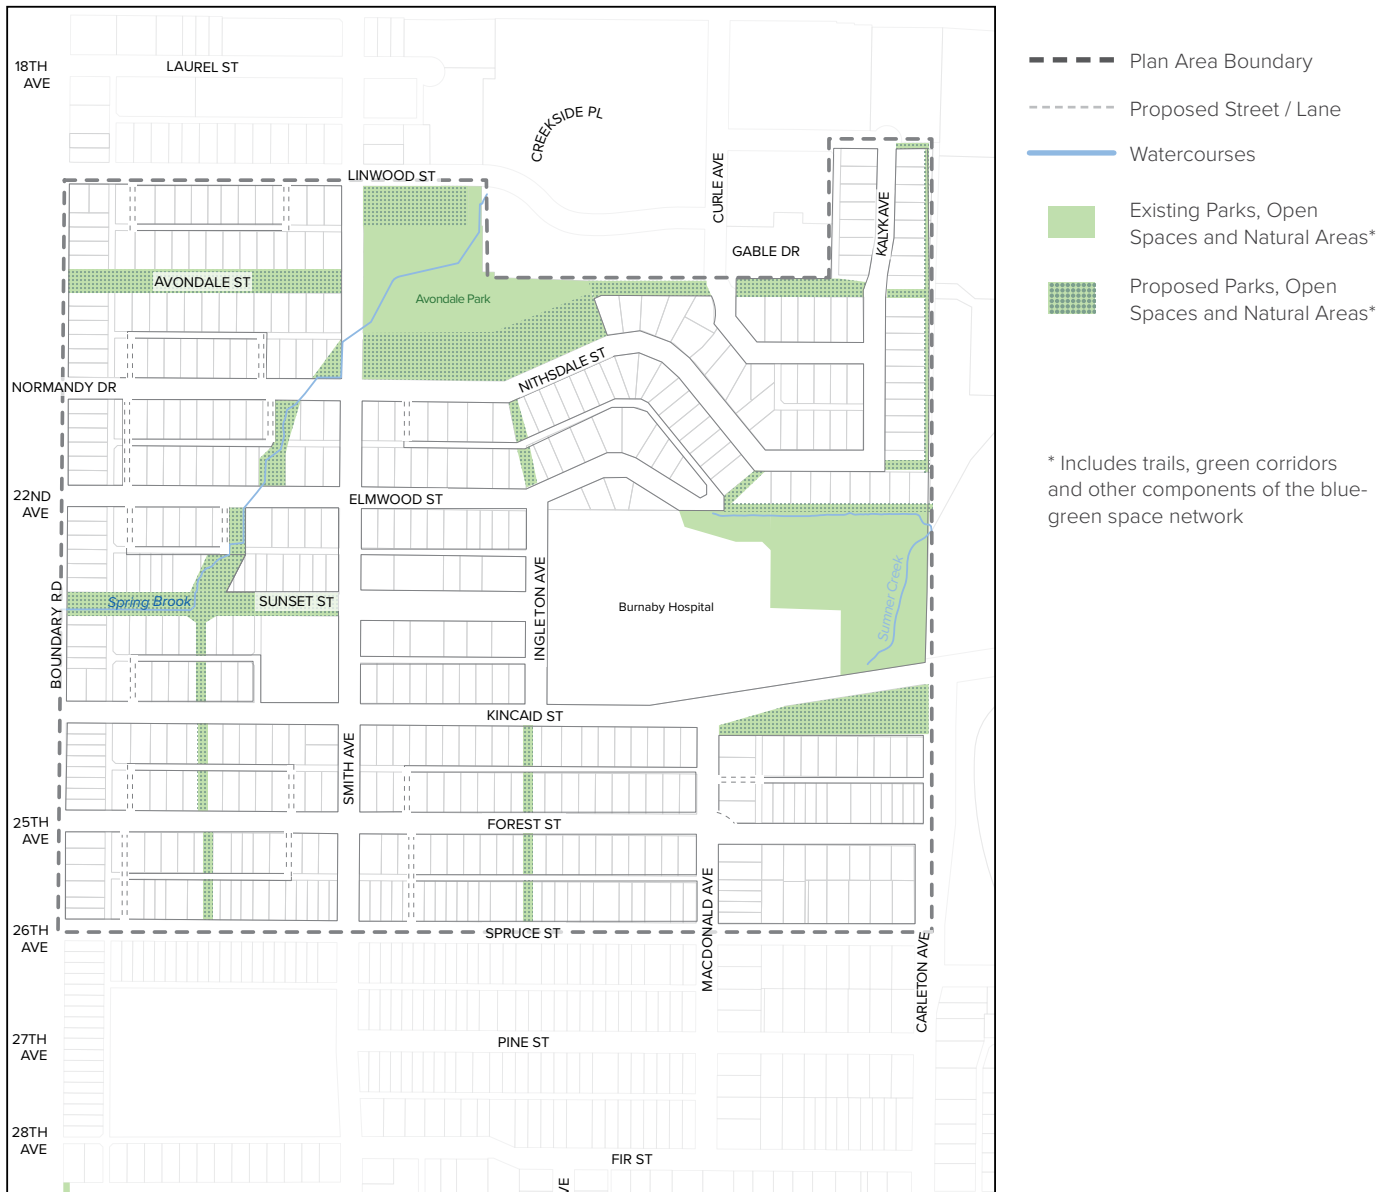 18TH
AVE
LAUREL ST
CREEKSIDE PL
CURLE AVE
LINWOOD ST
KALYK AVE
GABLE DR
AVONDALE ST
Avondale Park
NITHSDALE ST
NORMANDY DR
22ND
AVE
ELMWOOD ST
BOUNDARY RD
Spring Brook
SUNSET ST
INGLETON AVE
Burnaby Hospital
Sumner Creek
KINCAID ST
SMITH AVE
25TH
AVE
FOREST ST
MACDONALD AVE
26TH
AVE
SPRUCE ST
CARLETON AVE
27TH
AVE
PINE ST
28TH
AVE
FIR ST
VE
Plan Area Boundary
Proposed Street / Lane
Watercourses
Existing Parks, Open
Spaces and Natural Areas*
Proposed Parks, Open
Spaces and Natural Areas*
* Includes trails, green corridors
and other components of the blue-
green space network